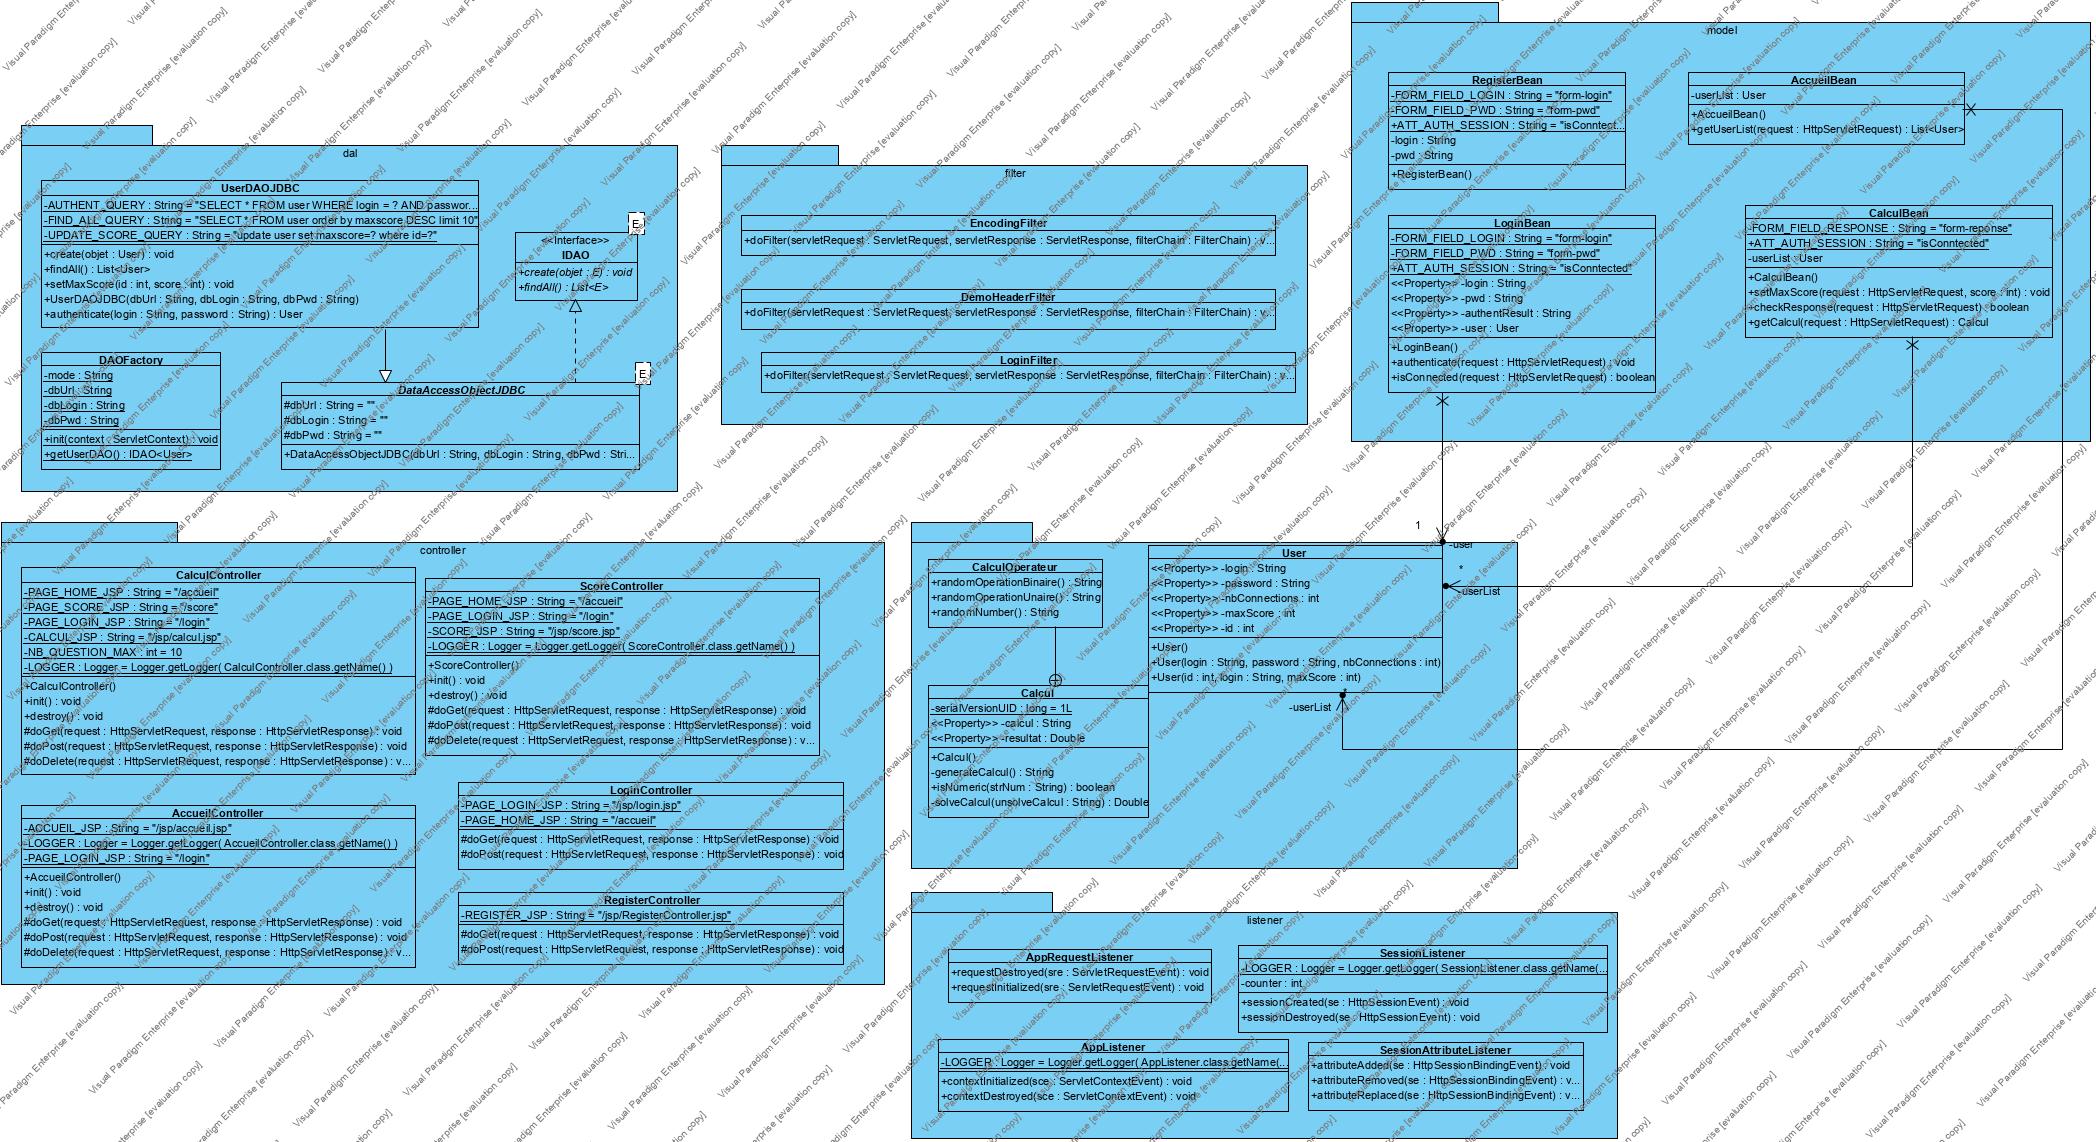 dal
UserDAOJDBC
-AUTHENT_QUERY : String = "SELECT * FROM user WHERE login = ? AND passwor...
-FIND_ALL_QUERY : String = "SELECT * FROM user order by maxscore DESC limit 10"
-UPDATE_SCORE_QUERY : String = "update user set maxscore=? where id=?"
+create(objet : User) : void
+findAll() : List<User>
+setMaxScore(id : int, score : int) : void
+UserDAOJDBC(dbUrl : String, dbLogin : String, dbPwd : String)
+authenticate(login : String, password : String) : User
E
<<Interface>>
IDAO
+create(objet : E) : void
+findAll() : List<E>
DAOFactory
-mode : String
-dbUrl : String
-dbLogin : String
-dbPwd : String
+init(context : ServletContext) : void
+getUserDAO() : IDAO<User>
E
DataAccessObjectJDBC
#dbUrl : String = ""
#dbLogin : String = ""
#dbPwd : String = ""
+DataAccessObjectJDBC(dbUrl : String, dbLogin : String, dbPwd : Stri...
filter
EncodingFilter
+doFilter(servletRequest : ServletRequest, servletResponse : ServletResponse, filterChain : FilterChain) : v...
DemoHeaderFilter
+doFilter(servletRequest : ServletRequest, servletResponse : ServletResponse, filterChain : FilterChain) : v...
LoginFilter
+doFilter(servletRequest : ServletRequest, servletResponse : ServletResponse, filterChain : FilterChain) : v...
model
RegisterBean
-FORM_FIELD_LOGIN : String = "form-login"
-FORM_FIELD_PWD : String = "form-pwd"
+ATT_AUTH_SESSION : String = "isConntect...
-login : String
-pwd : String
+RegisterBean()
AccueilBean
-userList : User
+AccueilBean()
+getUserList(request : HttpServletRequest) : List<User>
LoginBean
-FORM_FIELD_LOGIN : String = "form-login"
-FORM_FIELD_PWD : String = "form-pwd"
+ATT_AUTH_SESSION : String = "isConntected"
<<Property>> -login : String
<<Property>> -pwd : String
<<Property>> -authentResult : String
<<Property>> -user : User
+LoginBean()
+authenticate(request : HttpServletRequest) : void
+isConnected(request : HttpServletRequest) : boolean
CalculBean
-FORM_FIELD_RESPONSE : String = "form-reponse"
+ATT_AUTH_SESSION : String = "isConntected"
-userList : User
+CalculBean()
+setMaxScore(request : HttpServletRequest, score : int) : void
+checkResponse(request : HttpServletRequest) : boolean
+getCalcul(request : HttpServletRequest) : Calcul
controller
CalculController
-PAGE_HOME_JSP : String = "/accueil"
-PAGE_SCORE_JSP : String = "/score"
-PAGE_LOGIN_JSP : String = "/login"
-CALCUL_JSP : String = "/jsp/calcul.jsp"
-NB_QUESTION_MAX : int = 10
-LOGGER : Logger = Logger.getLogger( CalculController.class.getName() )
+CalculController()
+init() : void
+destroy() : void
#doGet(request : HttpServletRequest, response : HttpServletResponse) : void
#doPost(request : HttpServletRequest, response : HttpServletResponse) : void
#doDelete(request : HttpServletRequest, response : HttpServletResponse) : v...
ScoreController
-PAGE_HOME_JSP : String = "/accueil"
-PAGE_LOGIN_JSP : String = "/login"
-SCORE_JSP : String = "/jsp/score.jsp"
-LOGGER : Logger = Logger.getLogger( ScoreController.class.getName() )
+ScoreController()
+init() : void
+destroy() : void
#doGet(request : HttpServletRequest, response : HttpServletResponse) : void
#doPost(request : HttpServletRequest, response : HttpServletResponse) : void
#doDelete(request : HttpServletRequest, response : HttpServletResponse) : v...
AccueilController
-ACCUEIL_JSP : String = "/jsp/accueil.jsp"
-LOGGER : Logger = Logger.getLogger( AccueilController.class.getName() )
-PAGE_LOGIN_JSP : String = "/login"
+AccueilController()
+init() : void
+destroy() : void
#doGet(request : HttpServletRequest, response : HttpServletResponse) : void
#doPost(request : HttpServletRequest, response : HttpServletResponse) : void
#doDelete(request : HttpServletRequest, response : HttpServletResponse) : v...
LoginController
-PAGE_LOGIN_JSP : String = "/jsp/login.jsp"
-PAGE_HOME_JSP : String = "/accueil"
#doGet(request : HttpServletRequest, response : HttpServletResponse) : void
#doPost(request : HttpServletRequest, response : HttpServletResponse) : void
RegisterController
-REGISTER_JSP : String = "/jsp/RegisterController.jsp"
#doGet(request : HttpServletRequest, response : HttpServletResponse) : void
#doPost(request : HttpServletRequest, response : HttpServletResponse) : void
CalculOperateur
+randomOperationBinaire() : String
+randomOperationUnaire() : String
+randomNumber() : String
User
<<Property>> -login : String
<<Property>> -password : String
<<Property>> -nbConnections : int
<<Property>> -maxScore : int
<<Property>> -id : int
+User()
+User(login : String, password : String, nbConnections : int)
+User(id : int, login : String, maxScore : int)
1
-user
*
-userList
*
-userList
Calcul
-serialVersionUID : long = 1L
<<Property>> -calcul : String
<<Property>> -resultat : Double
+Calcul()
-generateCalcul() : String
+isNumeric(strNum : String) : boolean
-solveCalcul(unsolveCalcul : String) : Double
listener
AppRequestListener
+requestDestroyed(sre : ServletRequestEvent) : void
+requestInitialized(sre : ServletRequestEvent) : void
SessionListener
-LOGGER : Logger = Logger.getLogger( SessionListener.class.getName(...
-counter : int
+sessionCreated(se : HttpSessionEvent) : void
+sessionDestroyed(se : HttpSessionEvent) : void
AppListener
-LOGGER : Logger = Logger.getLogger( AppListener.class.getName(...
+contextInitialized(sce : ServletContextEvent) : void
+contextDestroyed(sce : ServletContextEvent) : void
SessionAttributeListener
+attributeAdded(se : HttpSessionBindingEvent) : void
+attributeRemoved(se : HttpSessionBindingEvent) : v...
+attributeReplaced(se : HttpSessionBindingEvent) : v...
Visual Paradigm Enterprise [evaluation copy]